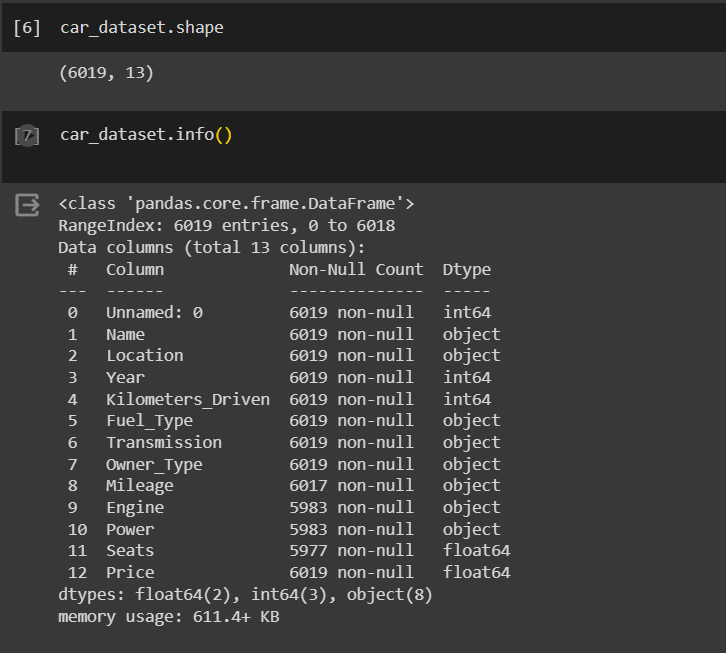 [6] car_dataset.shape
(6019, 13)
[7] car_dataset.info()
<class 'pandas.core.frame.DataFrame'>
RangeIndex: 6019 entries, 0 to 6018
Data columns (total 13 columns):
 #   Column             Non-Null Count  Dtype
---  ------             --------------  -----
 0   Unnamed: 0         6019 non-null   int64
 1   Name               6019 non-null   object
 2   Location           6019 non-null   object
 3   Year               6019 non-null   int64
 4   Kilometers_Driven  6019 non-null   int64
 5   Fuel_Type          6019 non-null   object
 6   Transmission       6019 non-null   object
 7   Owner_Type         6019 non-null   object
 8   Mileage            6017 non-null   object
 9   Engine             5983 non-null   object
 10  Power              5983 non-null   object
 11  Seats              5977 non-null   float64
 12  Price              6019 non-null   float64
dtypes: float64(2), int64(3), object(8)
memory usage: 611.4+ KB